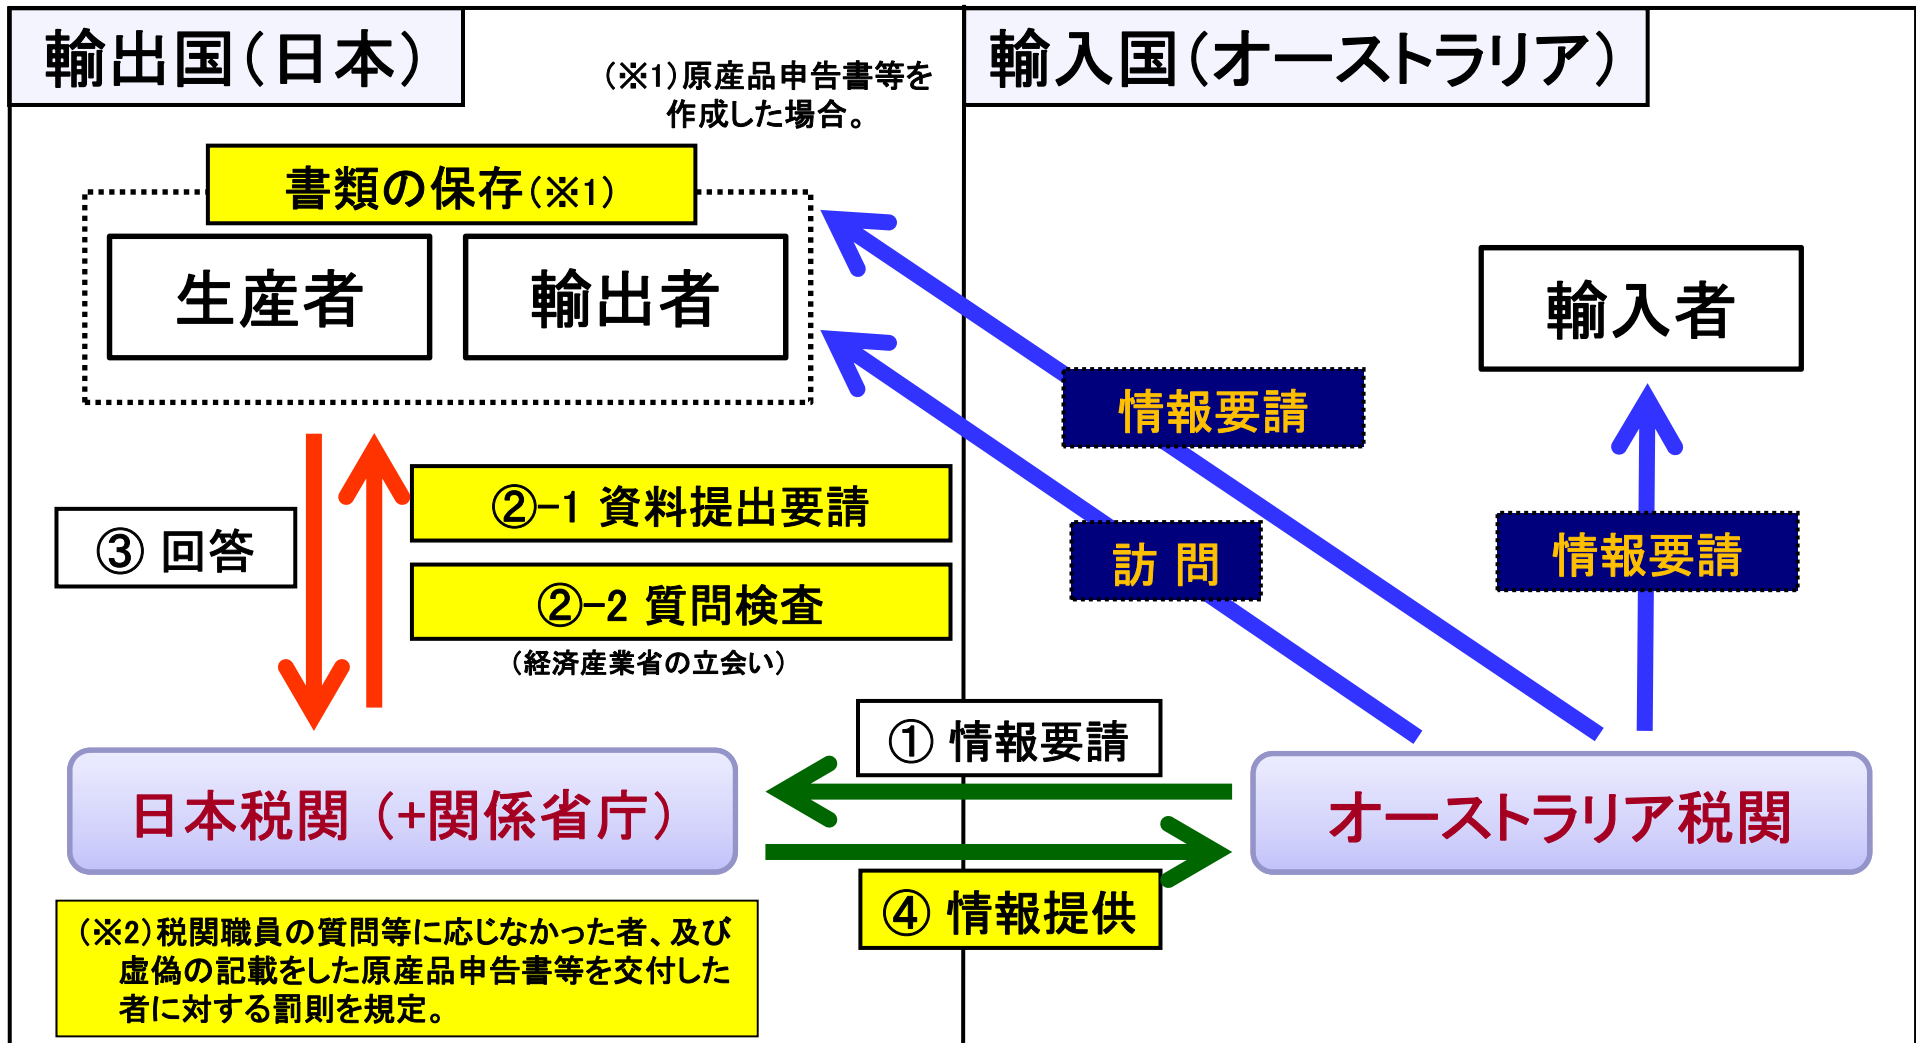 輸出国（日本）
（※1）原産品申告書等を
作成した場合。
輸入国（オーストラリア）
書類の保存（※1）
生産者
輸出者
輸入者
情報要請
訪 問
情報要請
②-1 資料提出要請
③ 回答
②-2 質問検査
（経済産業省の立会い）
① 情報要請
日本税関（+関係省庁）
オーストラリア税関
④ 情報提供
（※2）税関職員の質問等に応じなかった者、及び
虚偽の記載をした原産品申告書等を交付した
者に対する罰則を規定。